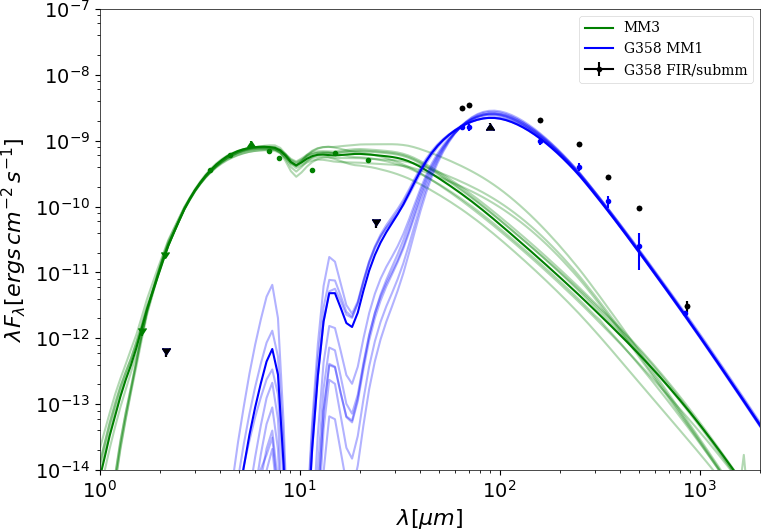 10⁻⁷
10⁻⁸
10⁻⁹
10⁻¹⁰
10⁻¹¹
10⁻¹²
10⁻¹³
10⁻¹⁴
λF_λ[ergs cm⁻² s⁻¹]
MM3
G358 MM1
G358 FIR/submm
10⁰ 10¹ 10² 10³
λ[μm]